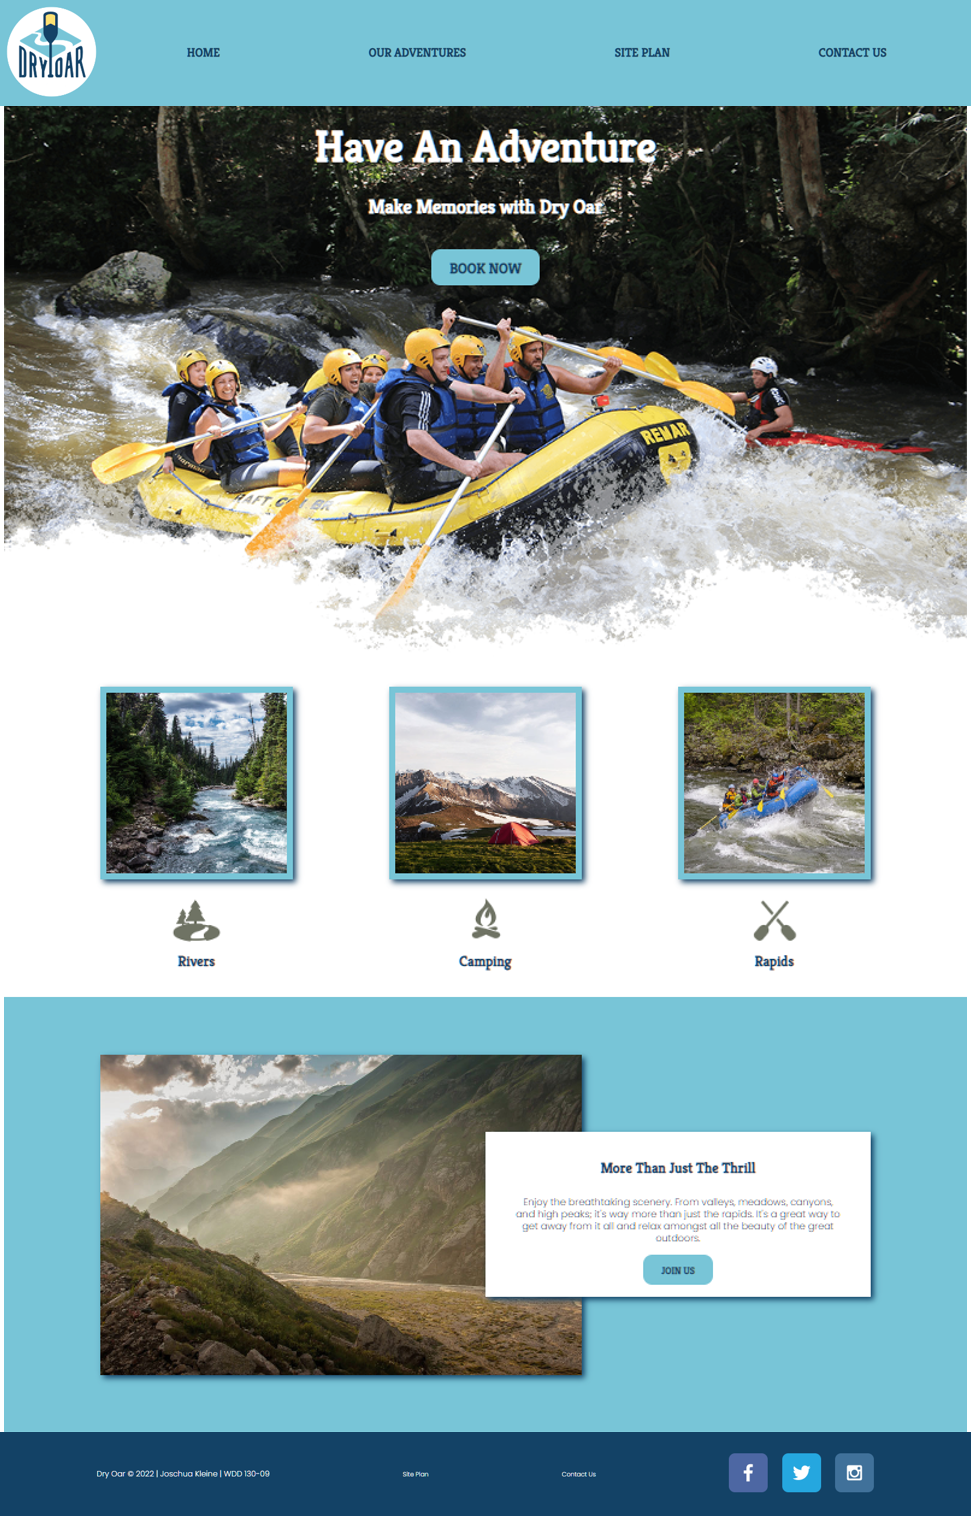 DRY OAR
HOME
OUR ADVENTURES
SITE PLAN
CONTACT US
Have An Adventure
Make Memories with Dry Oar
BOOK NOW
REMAR
Rivers
Camping
Rapids
More Than Just The Thrill
Enjoy the breathtaking scenery. From valleys, meadows, canyons,
and high peaks; it's way more than just the rapids. It's a great way to
get away from it all and relax amongst all the beauty of the great
outdoors.
JOIN US
Dry Oar © 2022 | Joschua Kleine | WDD 130-09
Site Plan
Contact Us